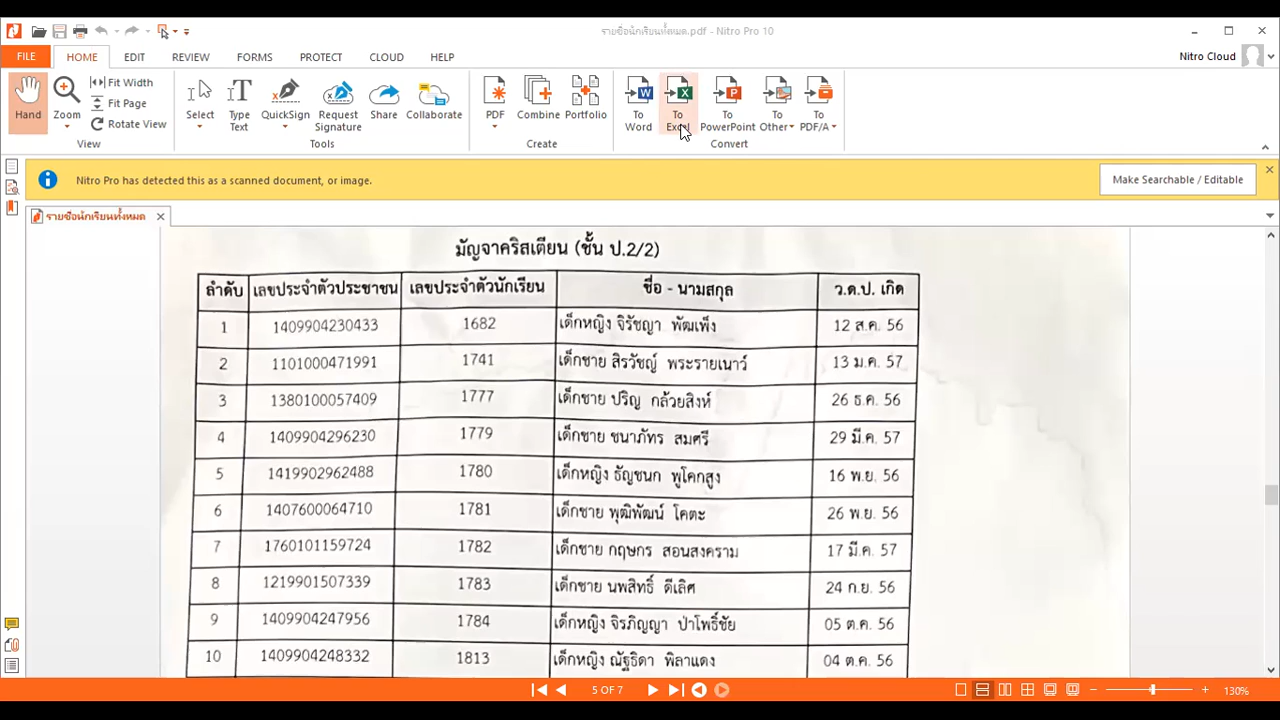 รายชื่อนักเรียนทั้งหมด.pdf - Nitro Pro 10
FILE HOME EDIT REVIEW FORMS PROTECT CLOUD HELP Nitro Cloud
Hand Zoom Fit Width Fit Page Rotate View Select Type Text QuickSign Request Signature Share Collaborate PDF Combine Portfolio To Word To Excel To PowerPoint To Other To PDF/A
View Tools Create Convert
Nitro Pro has detected this as a scanned document, or image. Make Searchable / Editable
รายชื่อนักเรียนทั้งหมด
มัญจาคริสเตียน (ชั้น ป.2/2)
ลำดับ เลขประจำตัวประชาชน เลขประจำตัวนักเรียน ชื่อ - นามสกุล ว.ด.ป. เกิด
1 1409904230433 1682 เด็กหญิง จิรัชญา พัฒเพ็ง 12 ส.ค. 56
2 1101000471991 1741 เด็กชาย สิรวิชญ์ พระรายเนาว์ 13 ม.ค. 57
3 1380100057409 1777 เด็กชาย ปริญ กล้วยสิงห์ 26 ธ.ค. 56
4 1409904296230 1779 เด็กชาย ชนาภัทร สมศรี 29 มี.ค. 57
5 1419902962488 1780 เด็กหญิง ธัญชนก พูโคกสูง 16 พ.ย. 56
6 1407600064710 1781 เด็กชาย พุฒิพัฒน์ โคตะ 26 พ.ย. 56
7 1760101159724 1782 เด็กชาย กฤษกร สอนสงคราม 17 มี.ค. 57
8 1219901507339 1783 เด็กชาย นพสิทธิ์ ดีเลิศ 24 ก.ย. 56
9 1409904247956 1784 เด็กหญิง จิรภิญญา ป่าโพธิ์ชัย 05 ต.ค. 56
10 1409904248332 1813 เด็กหญิง ณัฐธิดา พิลาแดง 04 ต.ค. 56
5 OF 7 130%